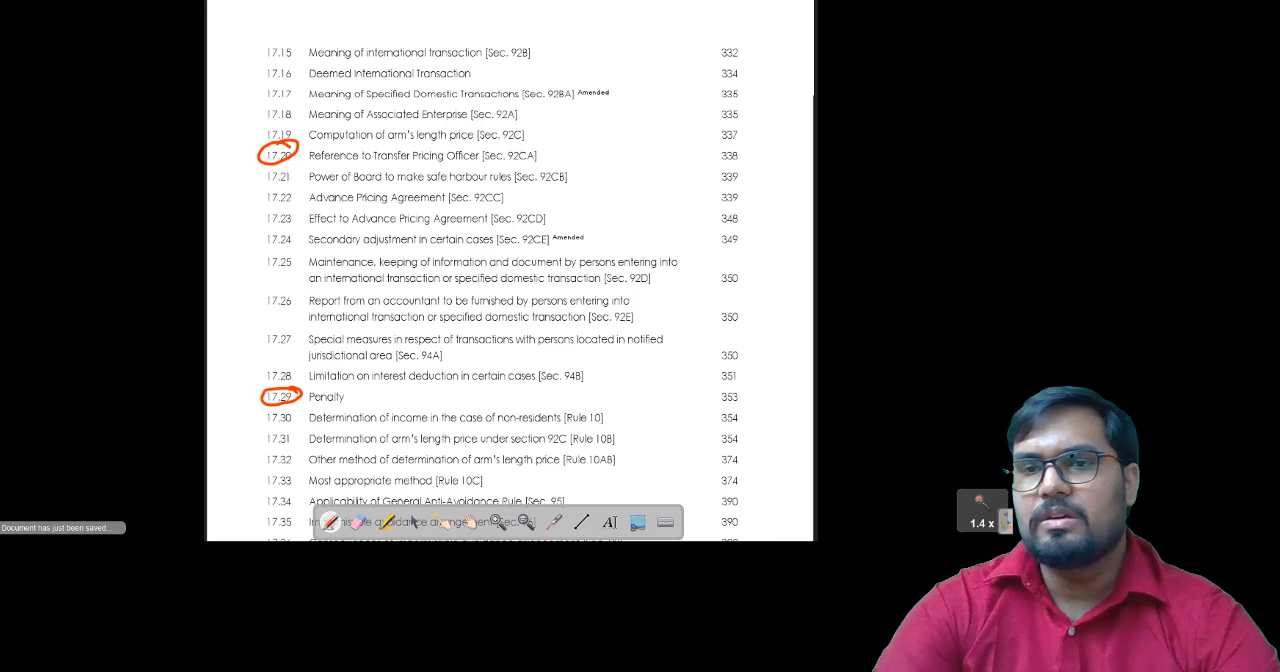 17.15 Meaning of international transaction [Sec. 92B] 332
17.16 Deemed International Transaction 334
17.17 Meaning of Specified Domestic Transactions [Sec. 92BA] Amended 335
17.18 Meaning of Associated Enterprise [Sec. 92A] 335
17.19 Computation of arm's length price [Sec. 92C] 337
17.20 Reference to Transfer Pricing Officer [Sec. 92CA] 338
17.21 Power of Board to make safe harbour rules [Sec. 92CB] 339
17.22 Advance Pricing Agreement [Sec. 92CC] 339
17.23 Effect to Advance Pricing Agreement [Sec. 92CD] 348
17.24 Secondary adjustment in certain cases [Sec. 92CE] Amended 349
17.25 Maintenance, keeping of information and document by persons entering into
an international transaction or specified domestic transaction [Sec. 92D] 350
17.26 Report from an accountant to be furnished by persons entering into
international transaction or specified domestic transaction [Sec. 92E] 350
17.27 Special measures in respect of transactions with persons located in notified
jurisdictional area [Sec. 94A] 350
17.28 Limitation on interest deduction in certain cases [Sec. 94B] 351
17.29 Penalty 353
17.30 Determination of income in the case of non-residents [Rule 10] 354
17.31 Determination of arm's length price under section 92C [Rule 10B] 354
17.32 Other method of determination of arm's length price [Rule 10AB] 374
17.33 Most appropriate method [Rule 10C] 374
17.34 Applicability of General Anti-Avoidance Rule [Sec. 95] 390
17.35 avoidance 390
Document has just been saved...
1.4 x